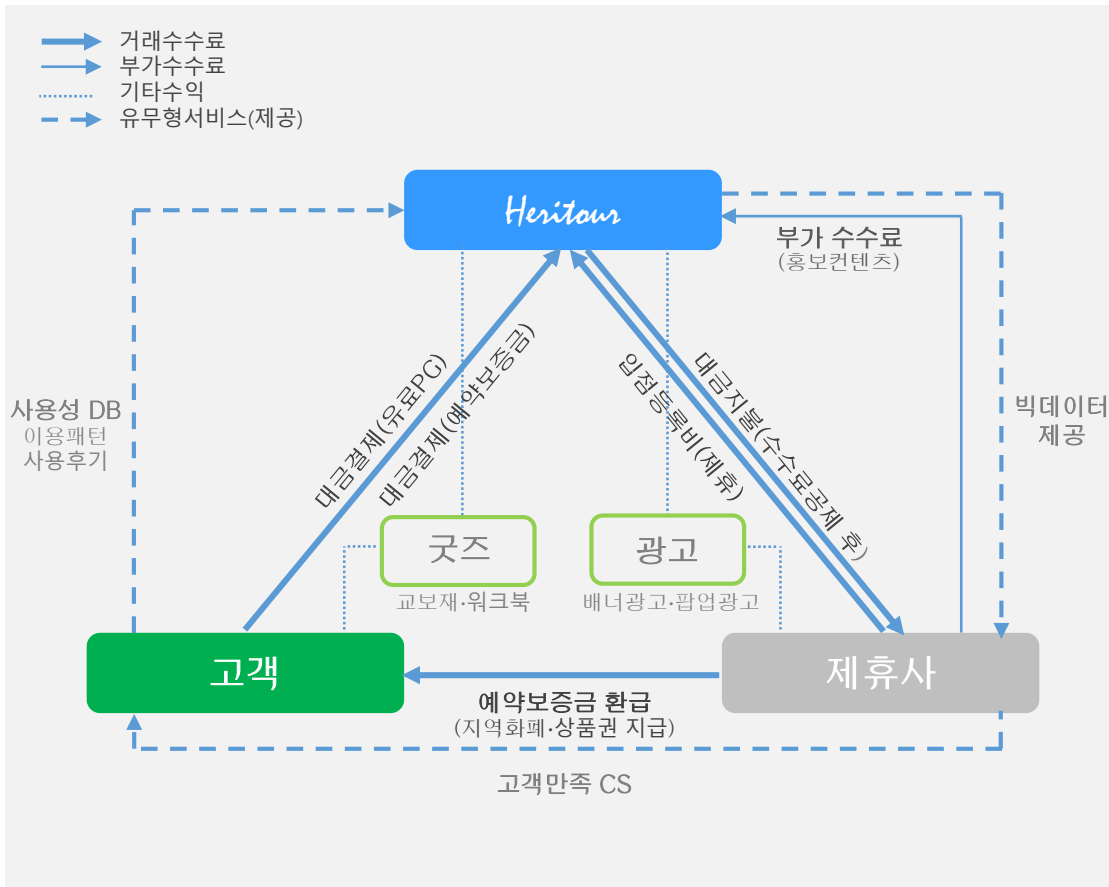 거래수수료
부가수수료
기타수익
유무형서비스(제공)
Heritour
부가 수수료
(홍보컨텐츠)
대금결제(유료PG)
대금결제(예약보증금)
입점등록비(제휴)
대금지불(수수료공제 후)
사용성 DB
이용패턴
사용후기
빅데이터
제공
굿즈
교보재·워크북
광고
배너광고·팝업광고
고객
제휴사
예약보증금 환급
(지역화폐·상품권 지급)
고객만족 CS